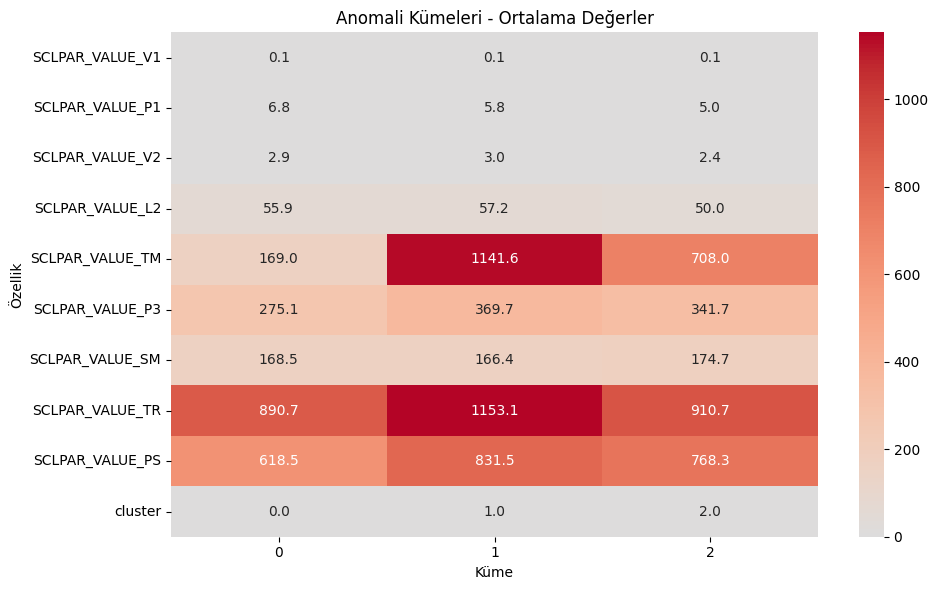 Anomali Kümeleri - Ortalama Değerler
SCLPAR_VALUE_V1 0.1 0.1 0.1
SCLPAR_VALUE_P1 6.8 5.8 5.0
SCLPAR_VALUE_V2 2.9 3.0 2.4
SCLPAR_VALUE_L2 55.9 57.2 50.0
SCLPAR_VALUE_TM 169.0 1141.6 708.0
SCLPAR_VALUE_P3 275.1 369.7 341.7
SCLPAR_VALUE_SM 168.5 166.4 174.7
SCLPAR_VALUE_TR 890.7 1153.1 910.7
SCLPAR_VALUE_PS 618.5 831.5 768.3
cluster 0.0 1.0 2.0
0 1 2
Küme
Özellik
1000
800
600
400
200
0